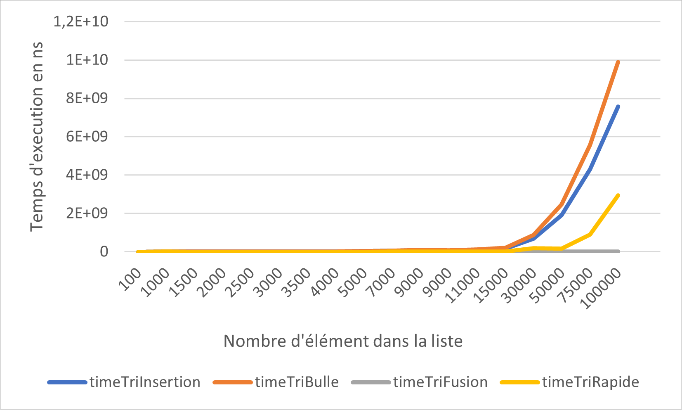 Temps d'execution en ns
1,2E+10
1E+10
8E+09
6E+09
4E+09
2E+09
0
100 1000 1500 2000 2500 3000 3500 4000 5000 7000 8000 9000 11000 15000 30000 50000 75000 100000
Nombre d'élément dans la liste
timeTriInsertion timeTriBulle timeTriFusion timeTriRapide